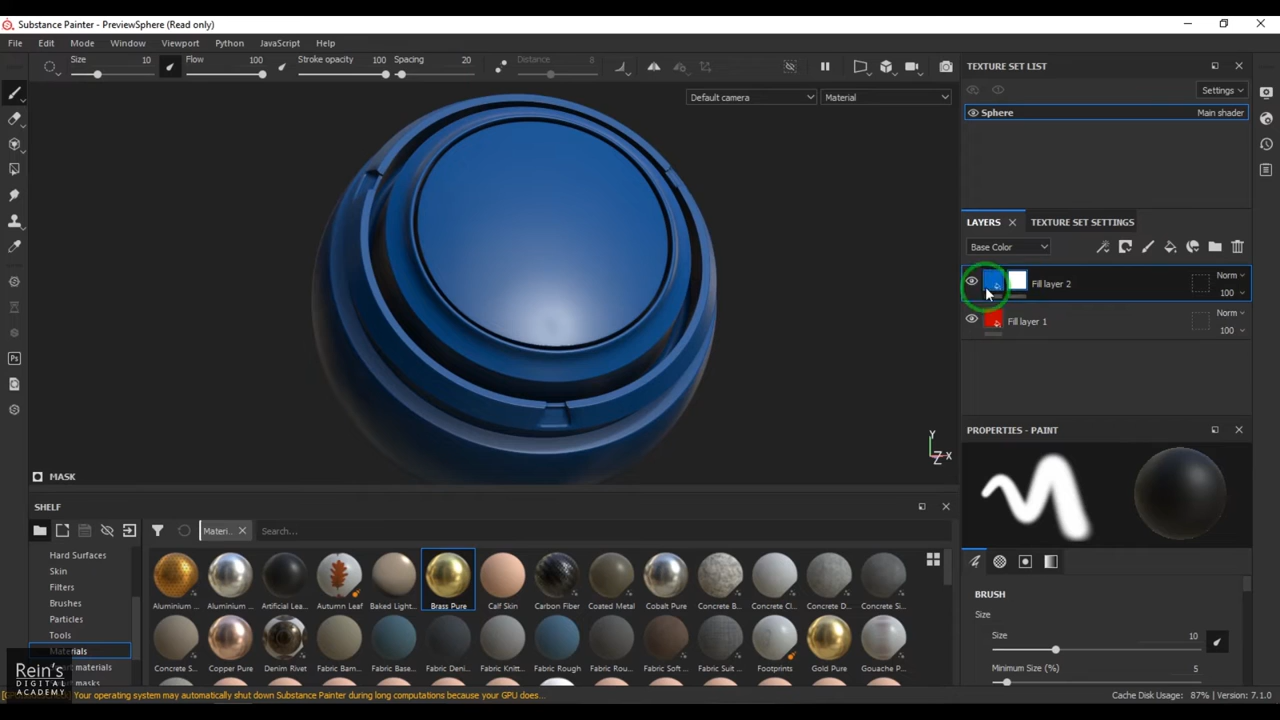 Substance Painter - PreviewSphere (Read only)
File Edit Mode Window Viewport Python JavaScript Help
Size 10 Flow 100 Stroke opacity 100 Spacing 20 Distance 8
Default camera Material
TEXTURE SET LIST
Settings
Sphere Main shader
LAYERS TEXTURE SET SETTINGS
Base Color
Fill layer 2 Norm 100
Fill layer 1 Norm 100
PROPERTIES - PAINT
Y
Z X
MASK
SHELF
Materi... Search...
Hard Surfaces
Skin
Filters
Brushes
Particles
Tools
Materials
Aluminium ... Aluminium ... Artificial Lea... Autumn Leaf Baked Light... Brass Pure Calf Skin Carbon Fiber Coated Metal Cobalt Pure Concrete B... Concrete Cl... Concrete D... Concrete Si...
Concrete S... Copper Pure Denim Rivet Fabric Bam... Fabric Base... Fabric Deni... Fabric Knitt... Fabric Rough Fabric Rou... Fabric Soft ... Fabric Suit ... Footprints Gold Pure Gouache P...
BRUSH
Size
Size 10
Minimum Size (%) 5
Rein's
DIGITAL
ACADEMY
Your operating system may automatically shut down Substance Painter during long computations because your GPU does...
Cache Disk Usage: 87% | Version: 7.1.0